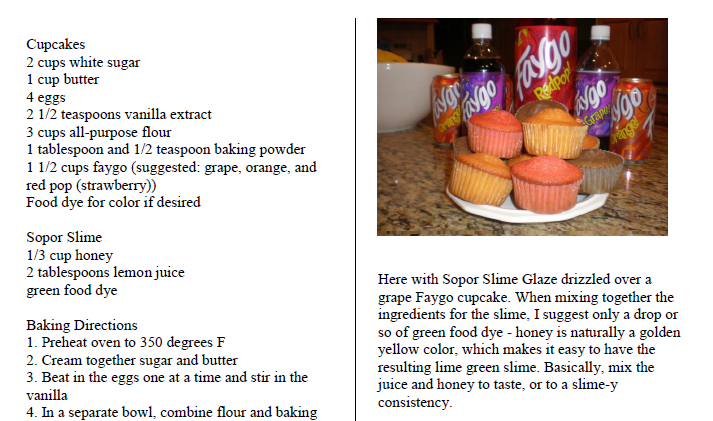 Cupcakes
2 cups white sugar
1 cup butter
4 eggs
2 1/2 teaspoons vanilla extract
3 cups all-purpose flour
1 tablespoon and 1/2 teaspoon baking powder
1 1/2 cups faygo (suggested: grape, orange, and
red pop (strawberry))
Food dye for color if desired
Sopor Slime
1/3 cup honey
2 tablespoons lemon juice
green food dye
Baking Directions
1. Preheat oven to 350 degrees F
2. Cream together sugar and butter
3. Beat in the eggs one at a time and stir in the
vanilla
4. In a separate bowl, combine flour and baking
Faygo
Redpop!
Faygo
Faygo
Grape
Here with Sopor Slime Glaze drizzled over a
grape Faygo cupcake. When mixing together the
ingredients for the slime, I suggest only a drop or
so of green food dye - honey is naturally a golden
yellow color, which makes it easy to have the
resulting lime green slime. Basically, mix the
juice and honey to taste, or to a slime-y
consistency.